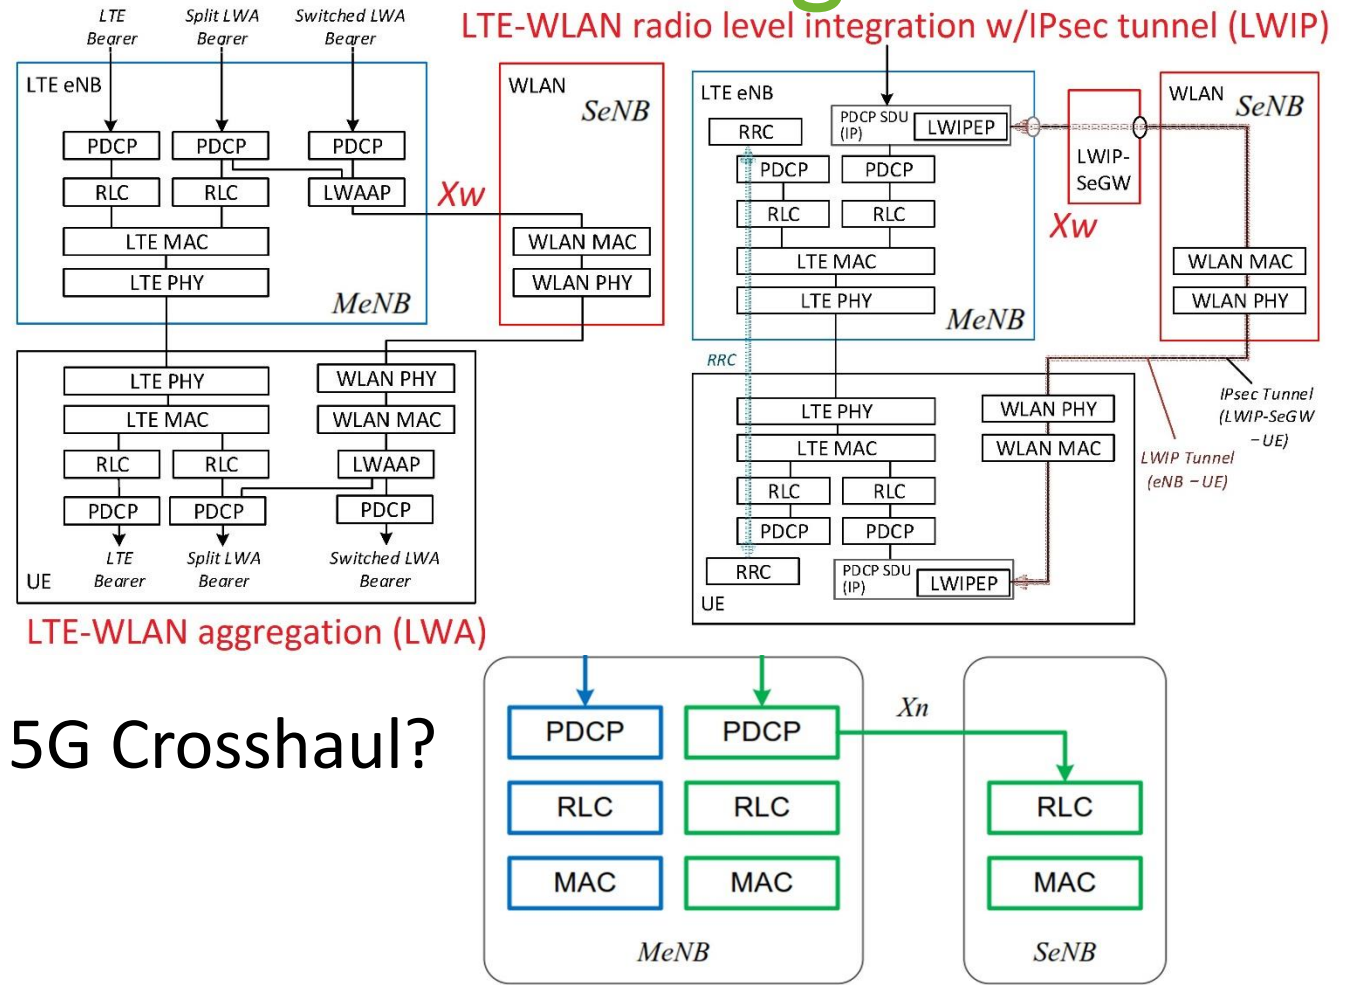 LTE
Bearer
Split LWA
Bearer
Switched LWA
Bearer
LTE eNB
PDCP
PDCP
PDCP
RLC
RLC
LWAAP
LTE MAC
LTE PHY
MeNB
Xw
WLAN
SeNB
WLAN MAC
WLAN PHY
LTE PHY
LTE MAC
RLC
RLC
PDCP
PDCP
WLAN PHY
WLAN MAC
LWAAP
PDCP
LTE
Bearer
Split LWA
Bearer
Switched LWA
Bearer
UE
LTE-WLAN aggregation (LWA)
LTE-WLAN radio level integration w/IPsec tunnel (LWIP)
LTE eNB
RRC
PDCP SDU
(IP)
LWIPEP
PDCP
PDCP
RLC
RLC
LTE MAC
LTE PHY
MeNB
LWIP-
SeGW
Xw
WLAN
SeNB
WLAN MAC
WLAN PHY
RRC
LTE PHY
LTE MAC
RLC
RLC
PDCP
PDCP
RRC
PDCP SDU
(IP)
LWIPEP
UE
WLAN PHY
WLAN MAC
LWIP Tunnel
(eNB – UE)
IPsec Tunnel
(LWIP-SeGW
– UE)
5G Crosshaul?
PDCP
PDCP
RLC
RLC
MAC
MAC
MeNB
Xn
RLC
MAC
SeNB